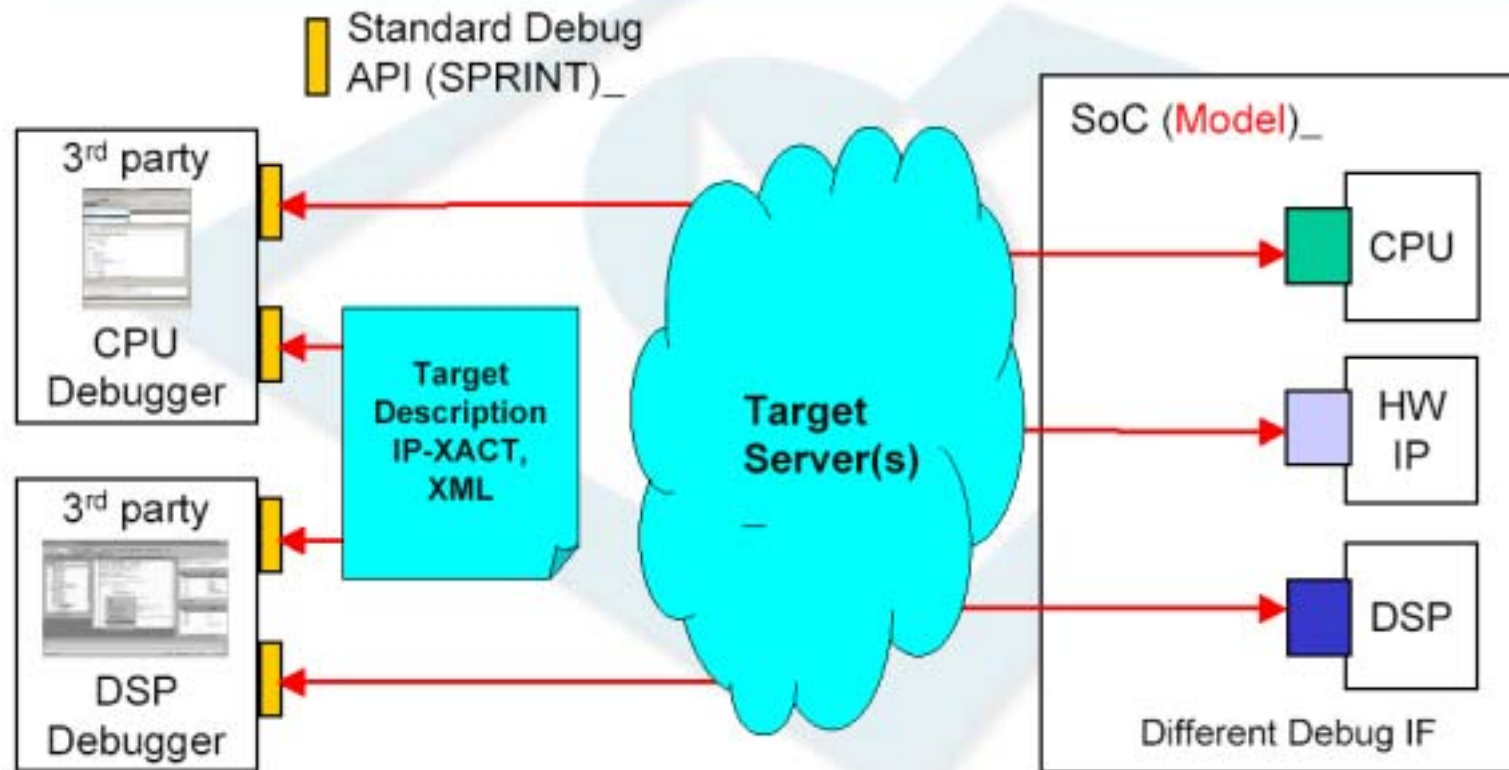 Standard Debug
API (SPRINT)_
3rd party
CPU
Debugger
3rd party
DSP
Debugger
Target
Description
IP-XACT,
XML
Target
Server(s)
_
SoC (Model)_
CPU
HW
IP
DSP
Different Debug IF